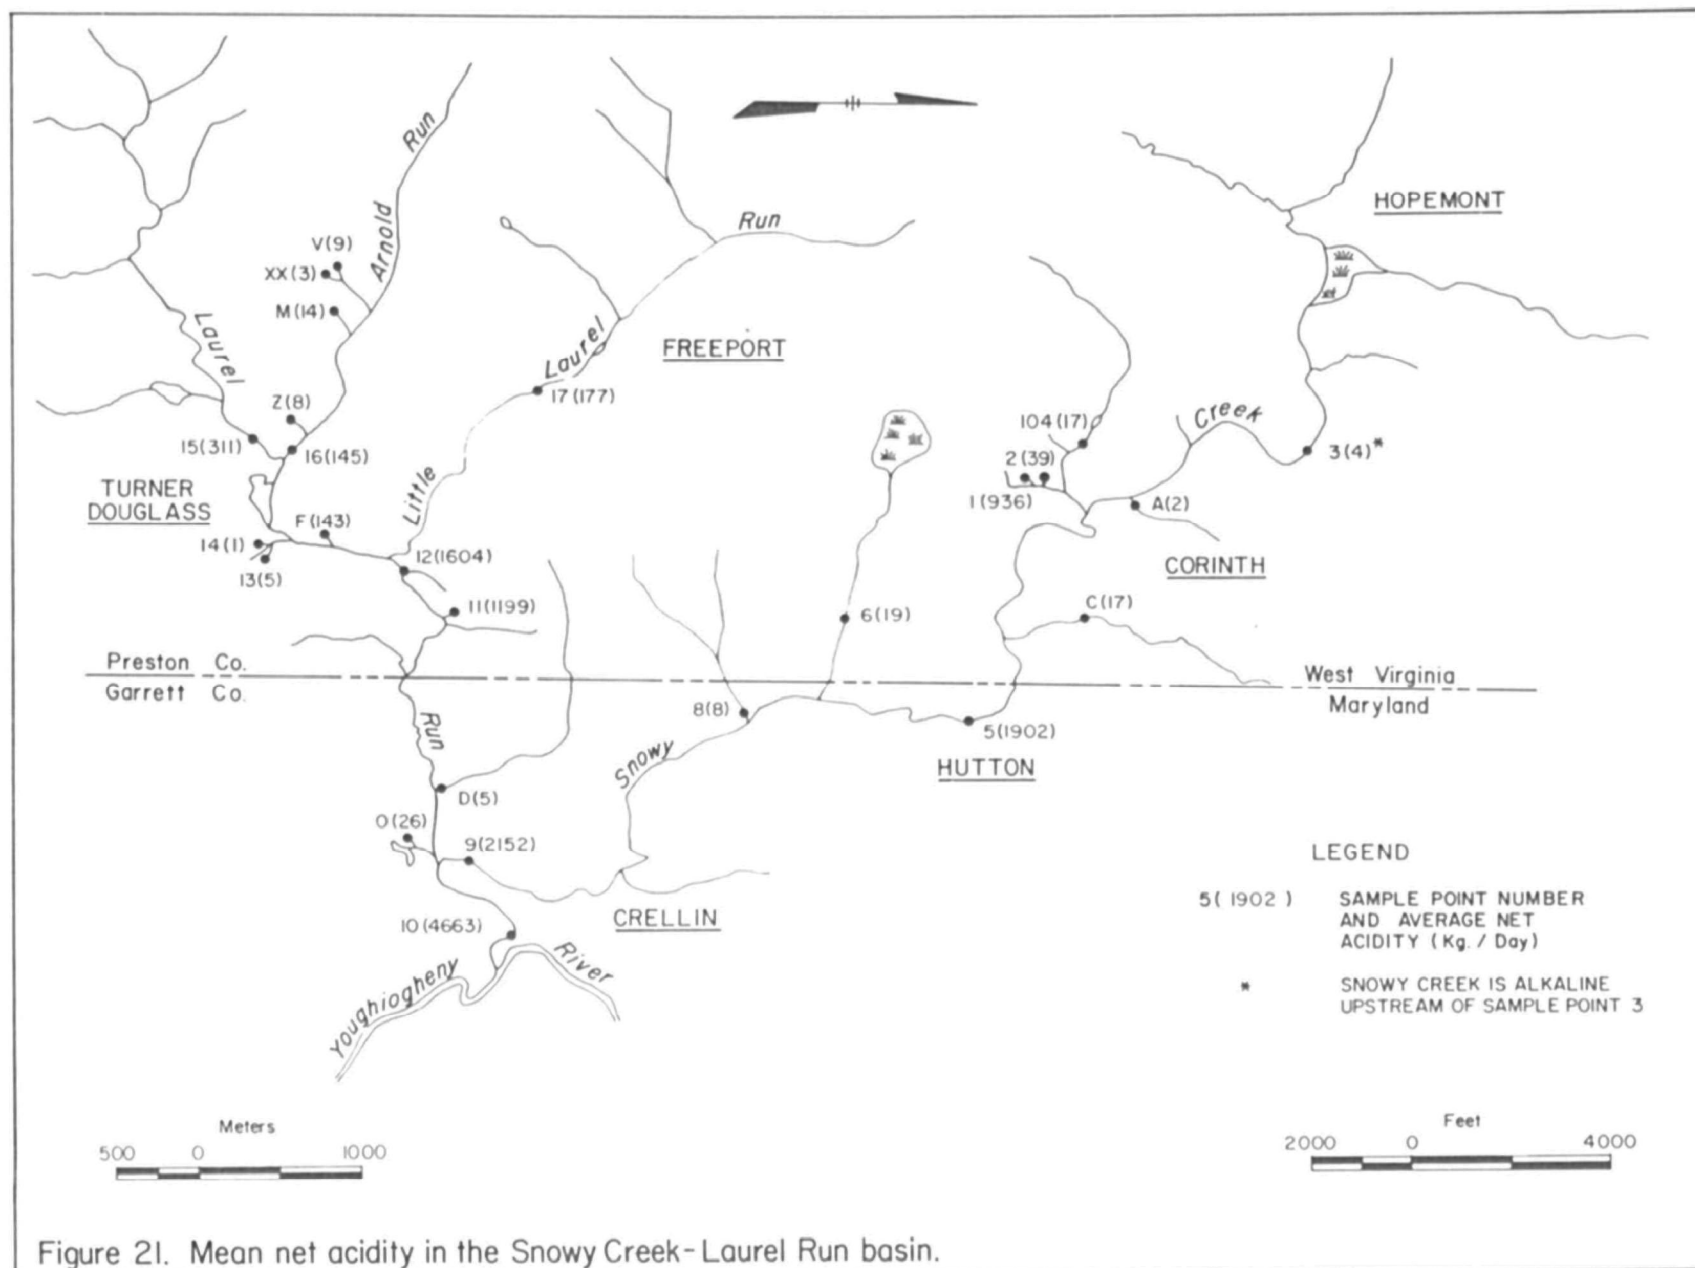 Run
Arnold
HOPEMONT
Run
V(9)
XX(3)
M(14)
Laurel
Laurel
FREEPORT
17(177)
Z(8)
15(311)
16(145)
104(17)
Creek
3(4)*
2(39)
1(936)
A(2)
TURNER
DOUGLASS
Little
F(143)
14(1)
13(5)
12(1604)
CORINTH
11(1199)
6(19)
C(17)
Preston Co.
Garrett Co.
West Virginia
Maryland
Run
8(8)
5(1902)
Snowy
HUTTON
D(5)
O(26)
9(2152)
CRELLIN
10(4663)
Youghiogheny
River
LEGEND
5(1902) SAMPLE POINT NUMBER
AND AVERAGE NET
ACIDITY (Kg. / Day)
* SNOWY CREEK IS ALKALINE
UPSTREAM OF SAMPLE POINT 3
Meters
500 0 1000
Feet
2000 0 4000
Figure 21. Mean net acidity in the Snowy Creek-Laurel Run basin.